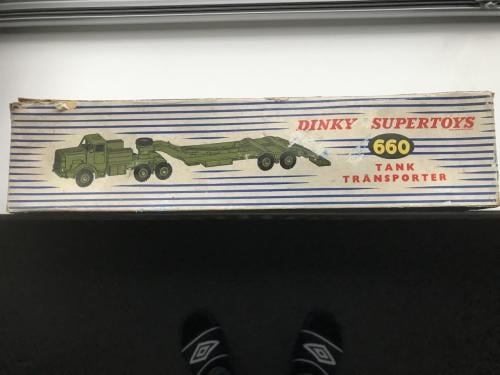 DINKY SUPERTOYS
660
TANK
TRANSPORTER